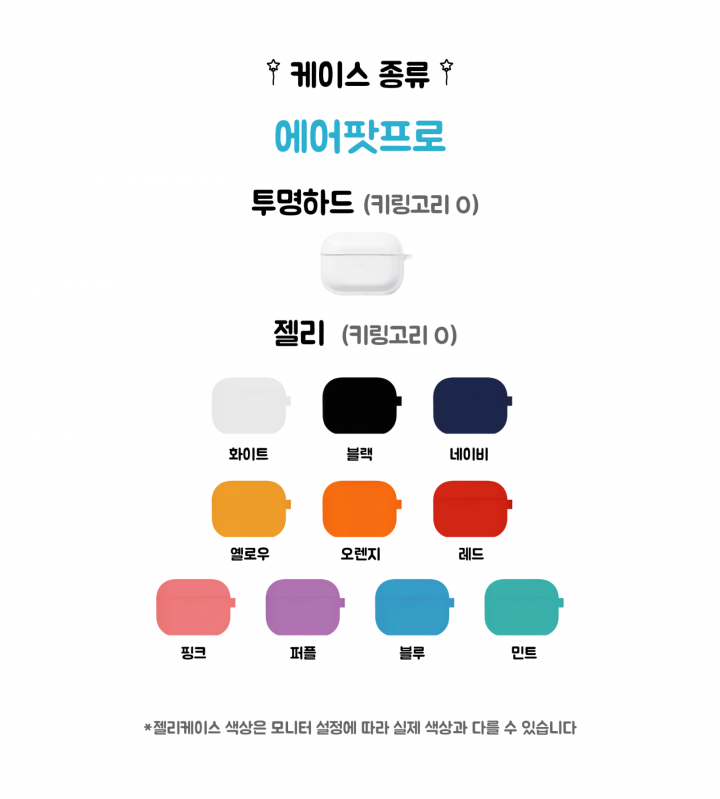 케이스 종류
에어팟프로
투명하드 (키링고리 O)
젤리 (키링고리 O)
화이트 블랙 네이비
옐로우 오렌지 레드
핑크 퍼플 블루 민트
*젤리케이스 색상은 모니터 설정에 따라 실제 색상과 다를 수 있습니다